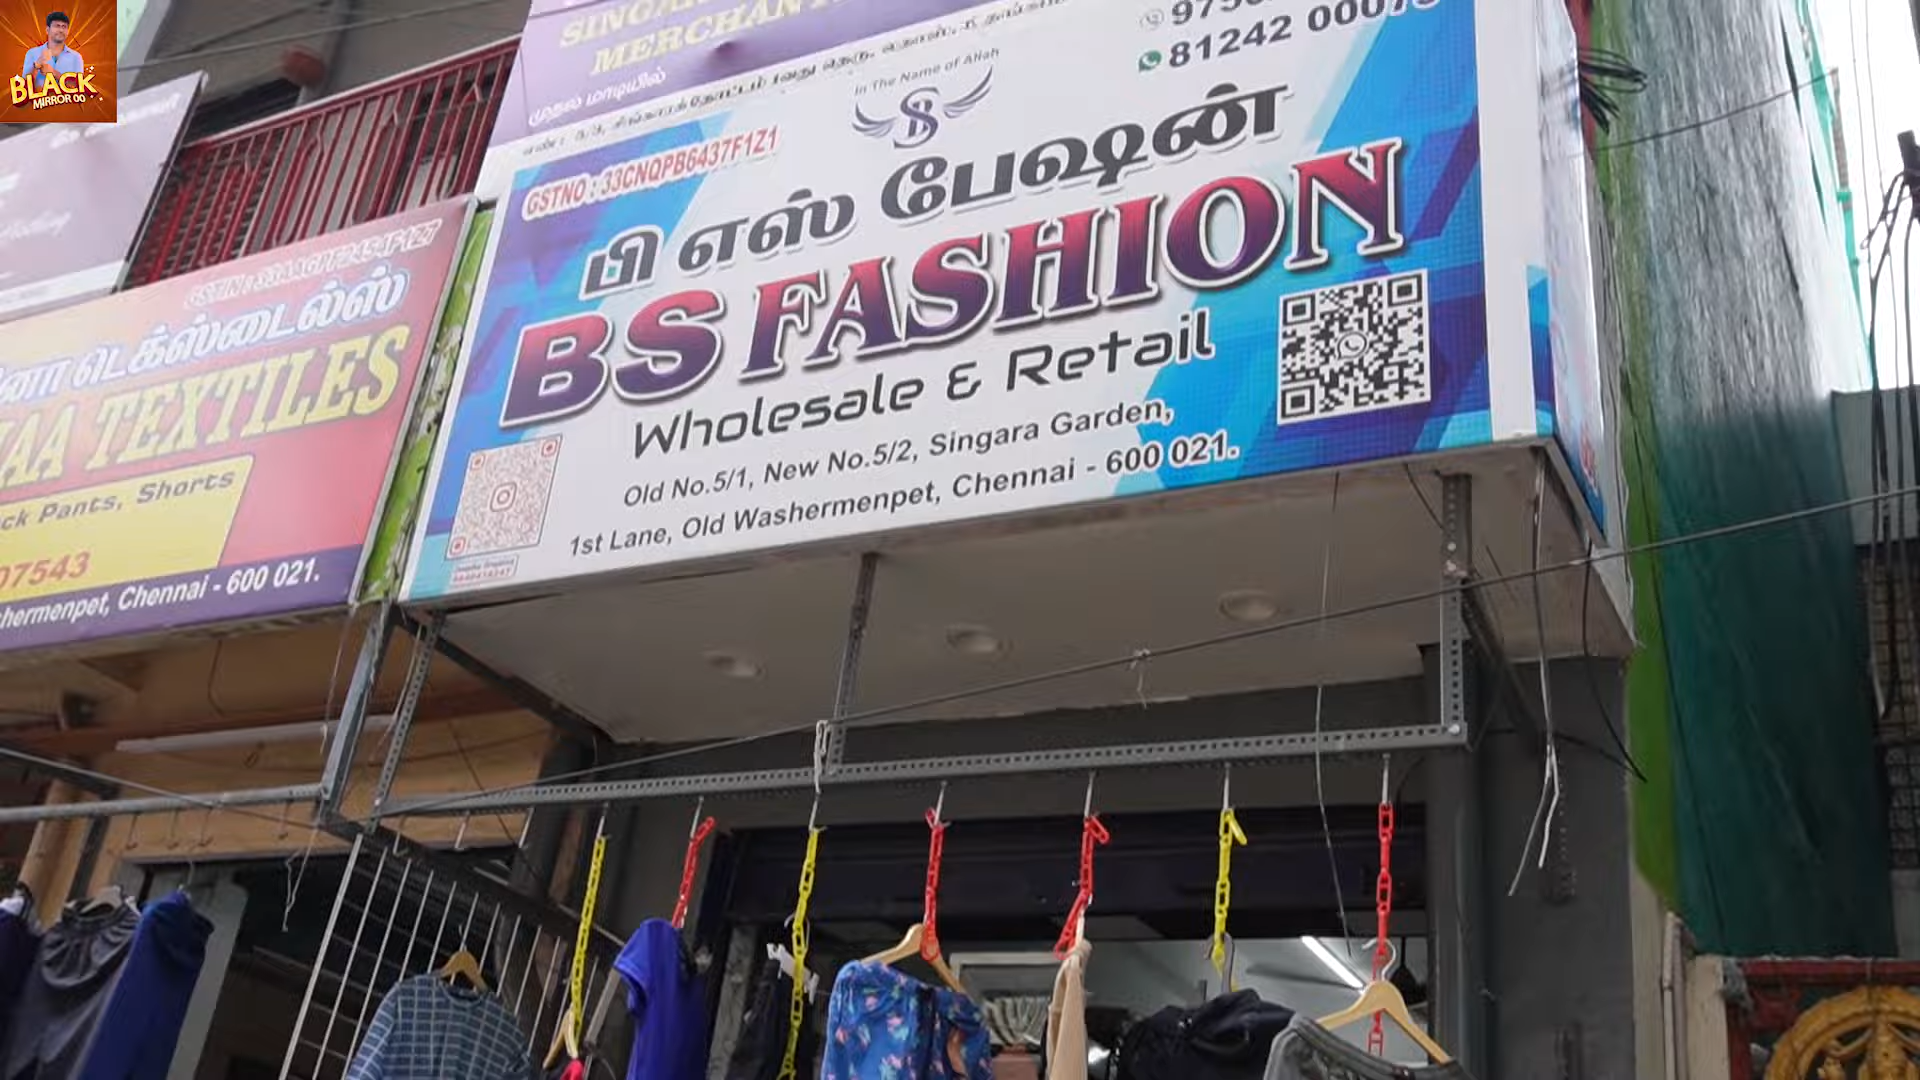 BLACK
MIRROR 00
MERCHAN
முதல் மாடியில்
81242 0007
In The Name of Allah
GSTNO : 33CNQPB6437F1Z1
பி எஸ் பேஷன்
BS FASHION
Wholesale & Retail
Old No.5/1, New No.5/2, Singara Garden,
1st Lane, Old Washermenpet, Chennai - 600 021.
டெக்ஸ்டைல்ஸ்
AA TEXTILES
ck Pants, Shorts
07543
hermenpet, Chennai - 600 021.